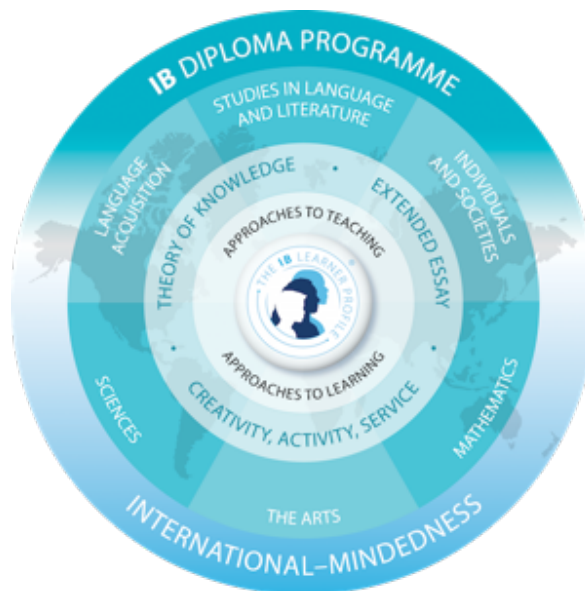 IB DIPLOMA PROGRAMME
STUDIES IN LANGUAGE
AND LITERATURE
LANGUAGE
ACQUISITION
INDIVIDUALS
AND SOCIETIES
THEORY OF KNOWLEDGE
EXTENDED ESSAY
APPROACHES TO TEACHING
THE IB LEARNER PROFILE
APPROACHES TO LEARNING
CREATIVITY, ACTIVITY, SERVICE
SCIENCES
MATHEMATICS
THE ARTS
INTERNATIONAL–MINDEDNESS